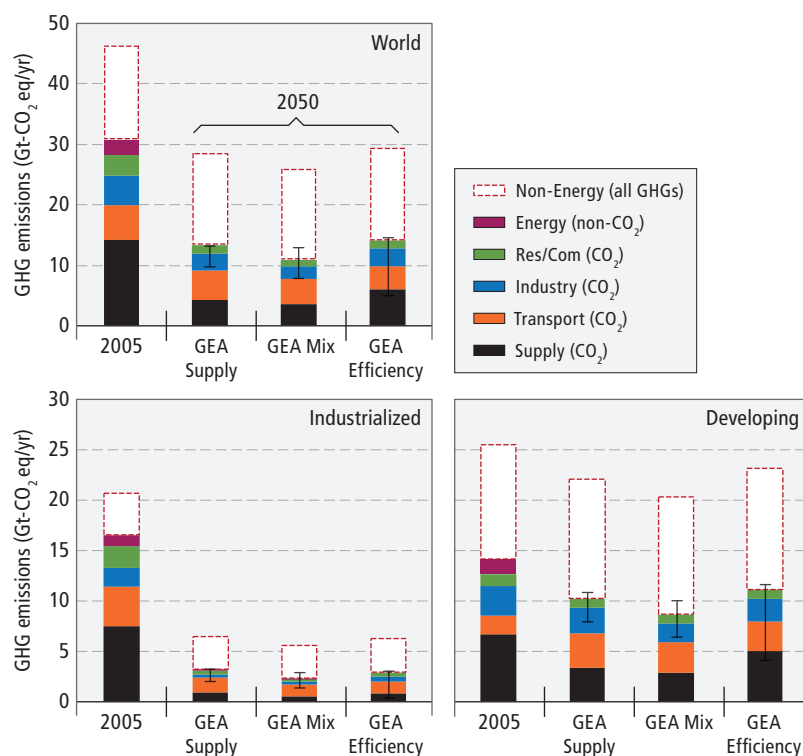 50
40
30
20
10
0
GHG emissions (Gt-CO2 eq/yr)
World
2050
2005
GEA
Supply
GEA Mix
GEA
Efficiency
Non-Energy (all GHGs)
Energy (non-CO2)
Res/Com (CO2)
Industry (CO2)
Transport (CO2)
Supply (CO2)
30
25
20
15
10
5
0
GHG emissions (Gt-CO2 eq/yr)
Industrialized
2005
GEA
Supply
GEA Mix
GEA
Efficiency
Developing
2005
GEA
Supply
GEA Mix
GEA
Efficiency